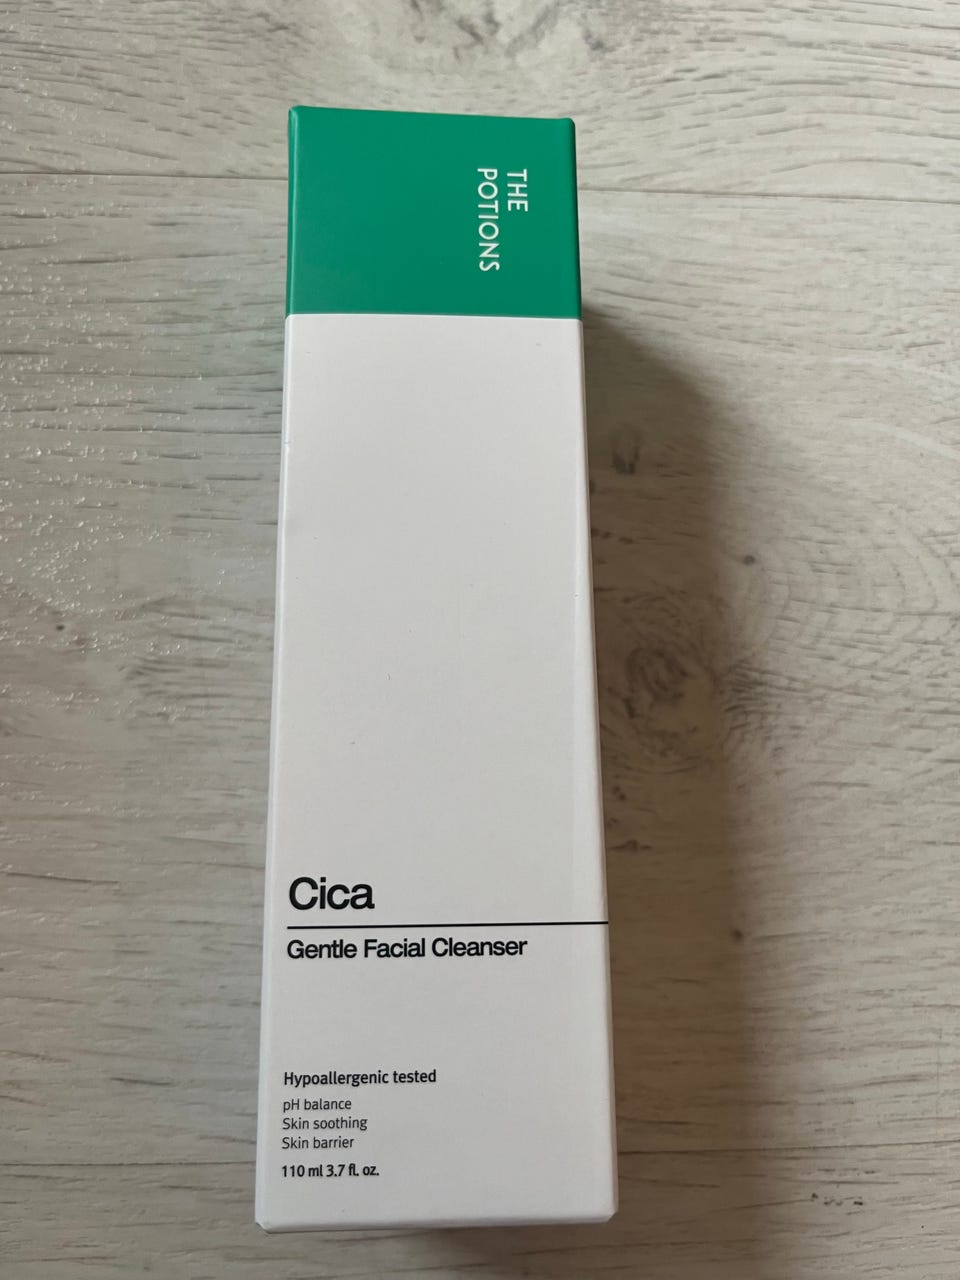 THE
POTIONS
Cica
Gentle Facial Cleanser
Hypoallergenic tested
pH balance
Skin soothing
Skin barrier
110 ml 3.7 fl. oz.